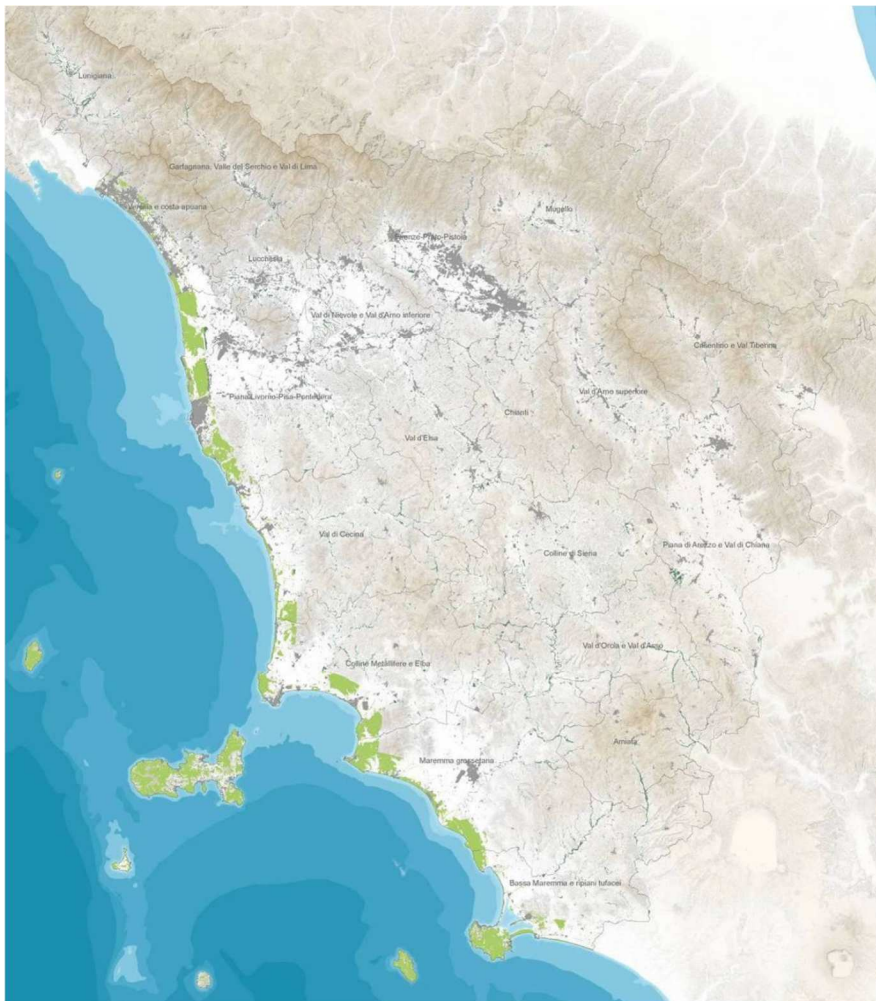 Lunigiana
Garfagnana, Valle del Serchio e Val di Lima
Versilia e costa apuana
Mugello
Firenze-Prato-Pistoia
Lucchesia
Val di Nievole e Val d'Arno inferiore
Casentino e Val Tiberina
Val d'Arno superiore
Piana Livorno-Pisa-Pontedera
Chianti
Val d'Elsa
Val di Cecina
Piana di Arezzo e Val di Chiana
Colline di Siena
Val d'Orcia e Val d'Asso
Colline Metallifere e Elba
Amiata
Maremma grossetana
Bassa Maremma e ripiani tufacei